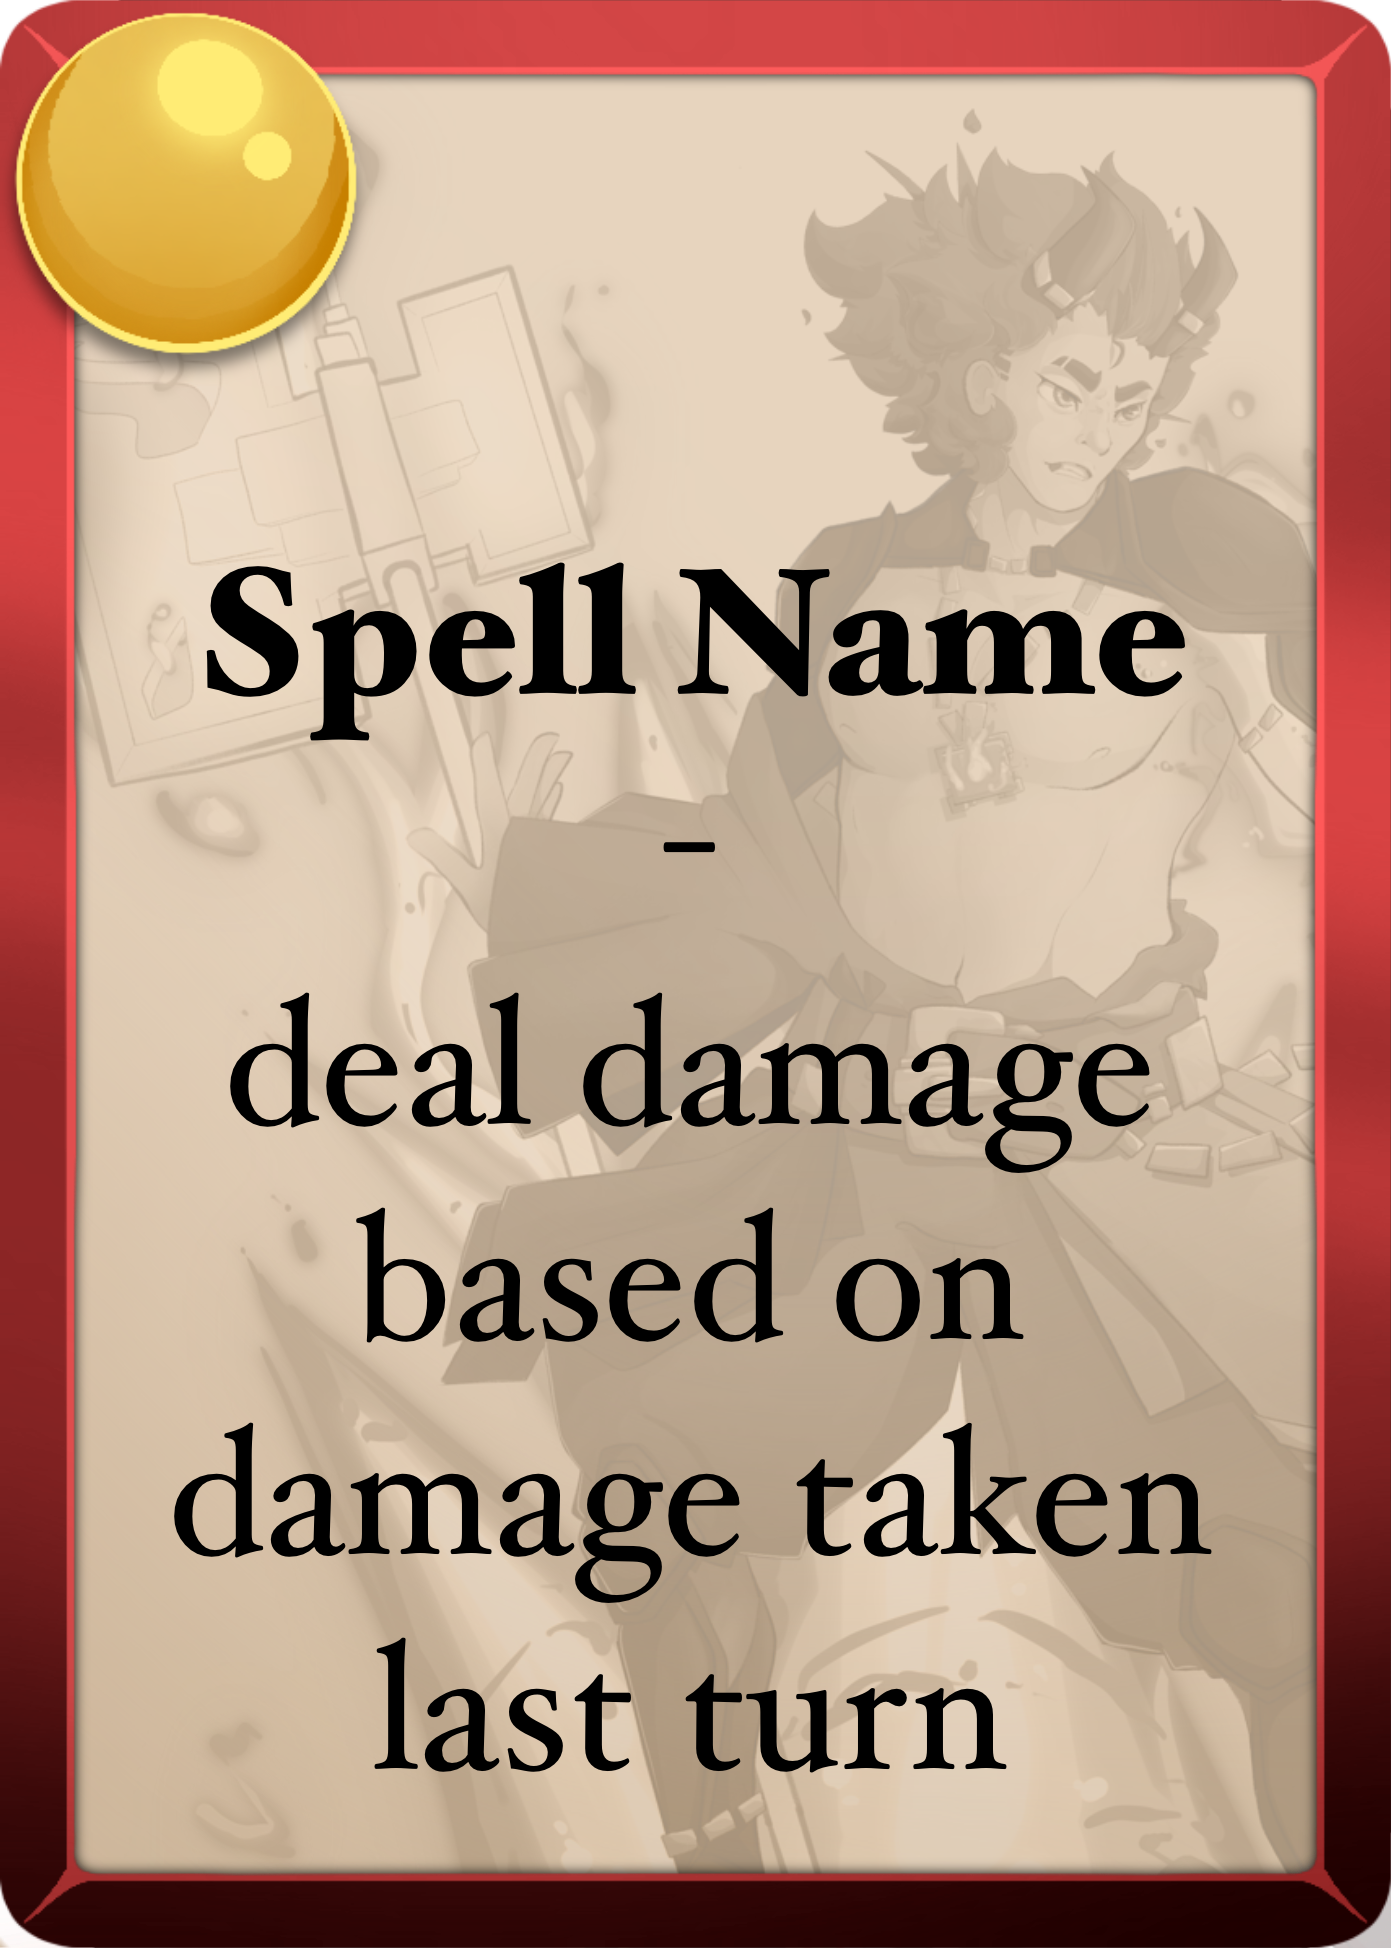 Spell Name
–
deal damage
based on
damage taken
last turn